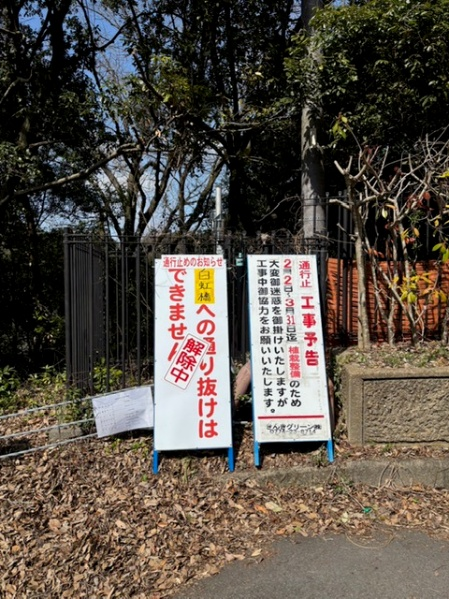 通行止めのお知らせ
白虹橋
への通り抜けは
できません
解除中
通行止
工事予告
2月2日~3月31日迄
植栽整備のため
大変御迷惑を御掛けいたしますが
工事中御協力をお願いいたします。